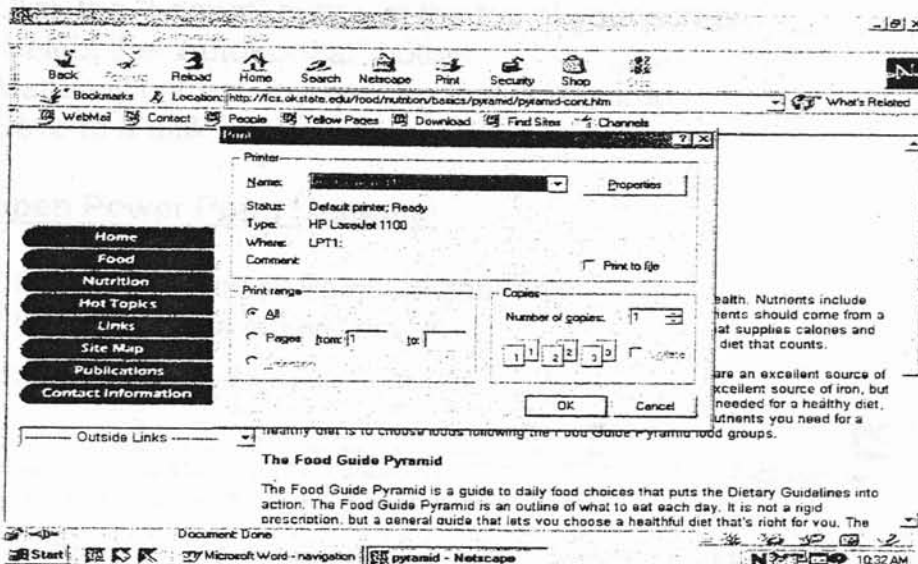 Back Reload Home Search Netscape Print Security Shop
Bookmarks Location: http://fcs.okstate.edu/food/nutrition/basics/pyramid/pyramid-cont.htm What's Related
WebMail Contact People Yellow Pages Download Find Sites Channels
Print
Printer
Name: Properties
Status: Default printer; Ready
Type: HP LaserJet 1100
Where: LPT1:
Comment: Print to file
Print range
All
Pages from: 1 to:
Copies
Number of copies: 1
1 1 2 2 3 3
OK Cancel
Home
Food
Nutrition
Hot Topics
Links
Site Map
Publications
Contact Information
Outside Links
ealth. Nutrients include
ents should come from a
at supplies calories and
diet that counts.
are an excellent source of
xcellent source of iron, but
needed for a healthy diet,
utrients you need for a
healthy diet is to choose foods following the Food Guide Pyramid food groups.
The Food Guide Pyramid
The Food Guide Pyramid is a guide to daily food choices that puts the Dietary Guidelines into
action. The Food Guide Pyramid is an outline of what to eat each day. It is not a rigid
prescription, but a general guide that lets you choose a healthful diet that's right for you. The
Document: Done
Start Microsoft Word - navigation pyramid - Netscape 10:32 AM